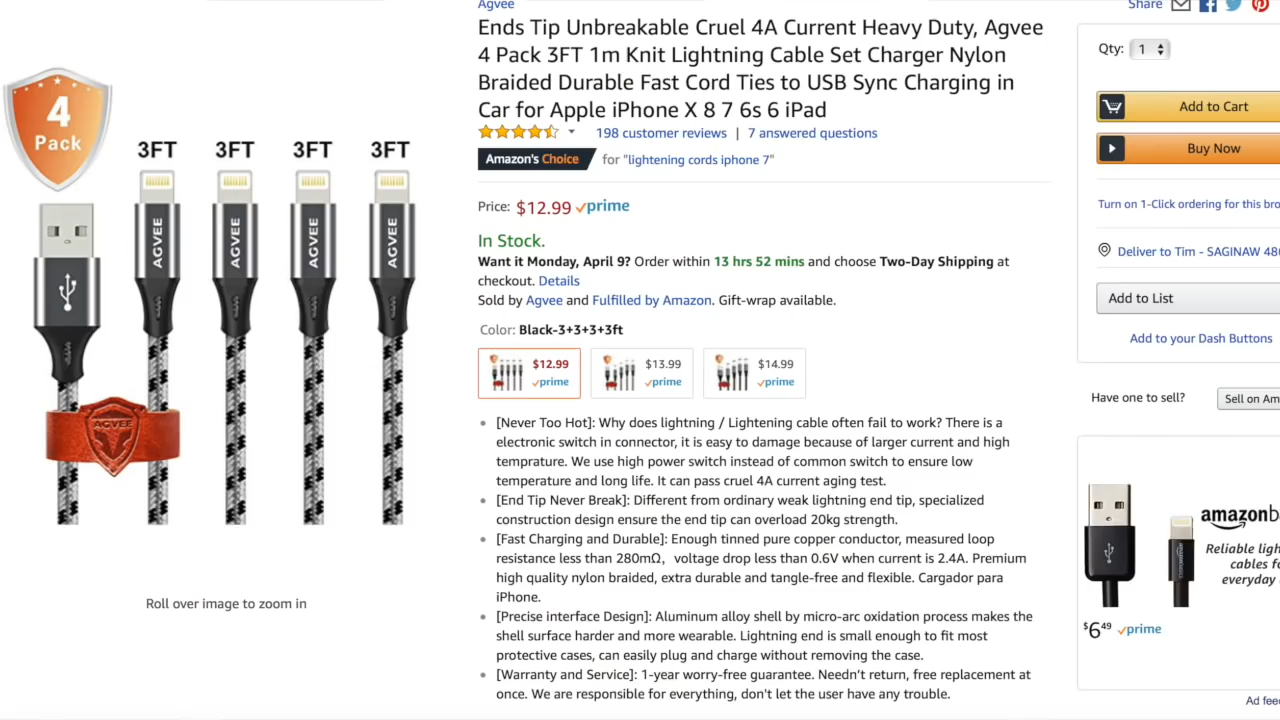 Agvee
Share
Ends Tip Unbreakable Cruel 4A Current Heavy Duty, Agvee
4 Pack 3FT 1m Knit Lightning Cable Set Charger Nylon
Braided Durable Fast Cord Ties to USB Sync Charging in
Car for Apple iPhone X 8 7 6s 6 iPad
198 customer reviews | 7 answered questions
Amazon's Choice for "lightening cords iphone 7"
Price: $12.99 prime
In Stock.
Want it Monday, April 9? Order within 13 hrs 52 mins and choose Two-Day Shipping at
checkout. Details
Sold by Agvee and Fulfilled by Amazon. Gift-wrap available.
Color: Black-3+3+3+3ft
$12.99 prime
$13.99 prime
$14.99 prime
[Never Too Hot]: Why does lightning / Lightening cable often fail to work? There is a
electronic switch in connector, it is easy to damage because of larger current and high
temprature. We use high power switch instead of common switch to ensure low
temperature and long life. It can pass cruel 4A current aging test.
[End Tip Never Break]: Different from ordinary weak lightning end tip, specialized
construction design ensure the end tip can overload 20kg strength.
[Fast Charging and Durable]: Enough tinned pure copper conductor, measured loop
resistance less than 280mΩ, voltage drop less than 0.6V when current is 2.4A. Premium
high quality nylon braided, extra durable and tangle-free and flexible. Cargador para
iPhone.
[Precise interface Design]: Aluminum alloy shell by micro-arc oxidation process makes the
shell surface harder and more wearable. Lightning end is small enough to fit most
protective cases, can easily plug and charge without removing the case.
[Warranty and Service]: 1-year worry-free guarantee. Needn't return, free replacement at
once. We are responsible for everything, don't let the user have any trouble.
4
Pack
3FT 3FT 3FT 3FT
AGVEE AGVEE AGVEE AGVEE
AGVEE
Roll over image to zoom in
Qty: 1
Add to Cart
Buy Now
Turn on 1-Click ordering for this bro
Deliver to Tim - SAGINAW 48
Add to List
Add to your Dash Buttons
Have one to sell? Sell on Am
amazonb
Reliable ligh
cables fo
everyday
$6.49 prime
Ad fee